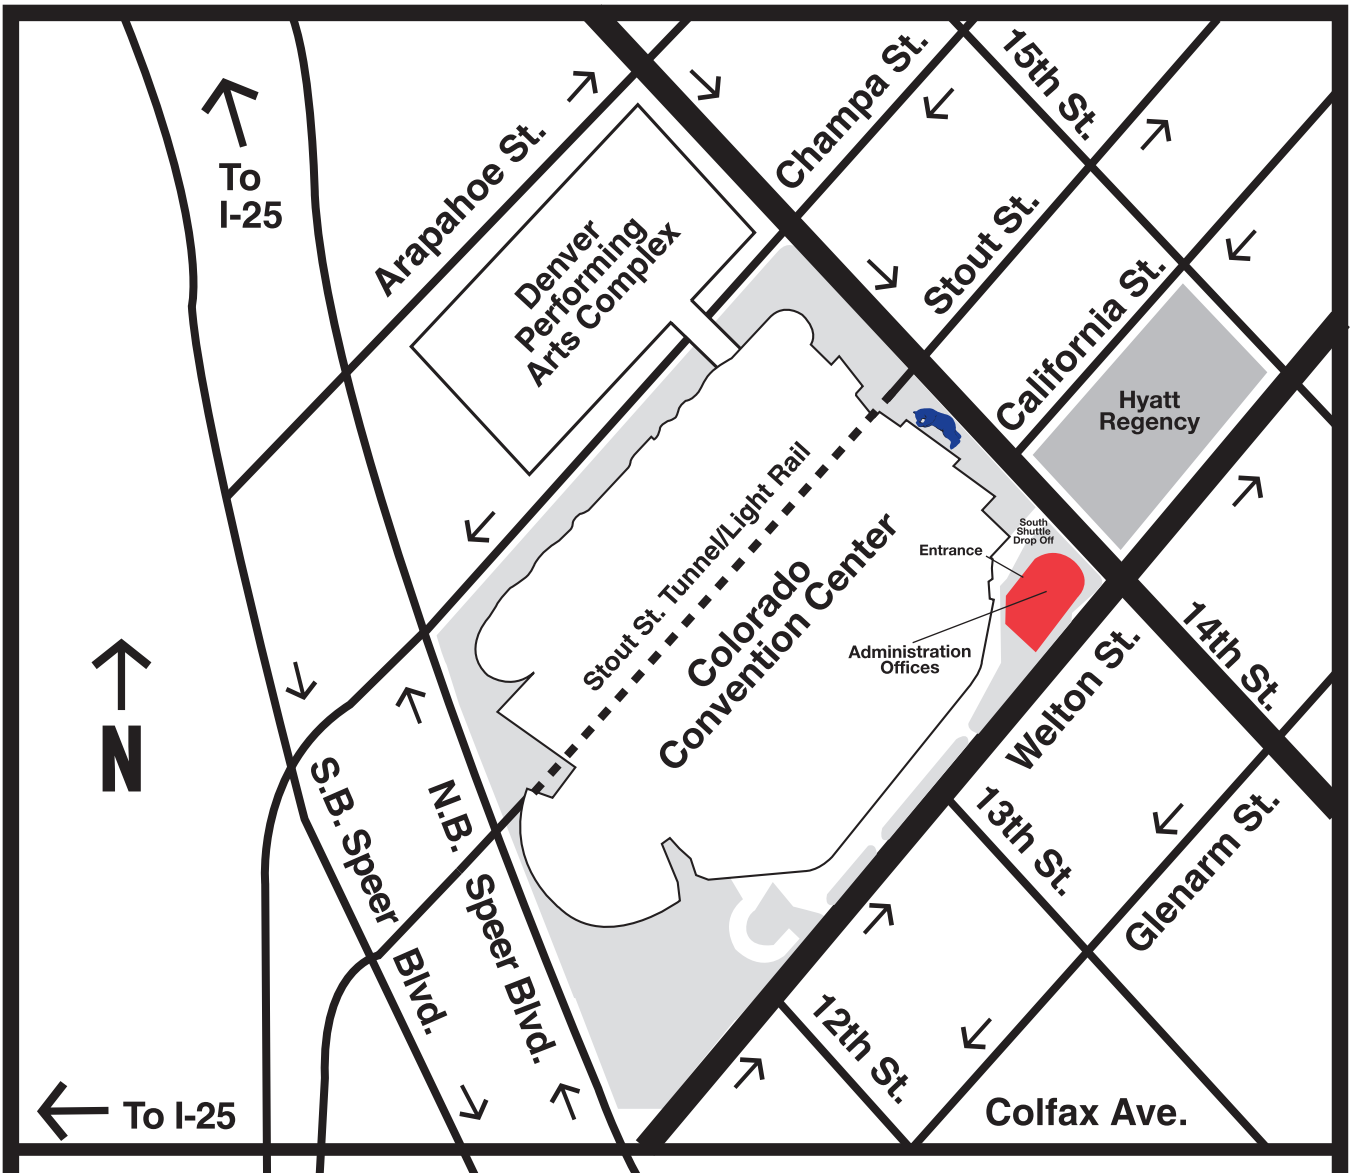 To
I-25
Arapahoe St.
Champa St.
15th St.
Denver
Performing
Arts Complex
Stout St.
California St.
Hyatt
Regency
Stout St. Tunnel/Light Rail
Colorado
Convention Center
South
Shuttle
Drop Off
Entrance
Administration
Offices
14th St.
Welton St.
N
S.B. Speer Blvd.
N.B. Speer Blvd.
13th St.
Glenarm St.
12th St.
To I-25
Colfax Ave.